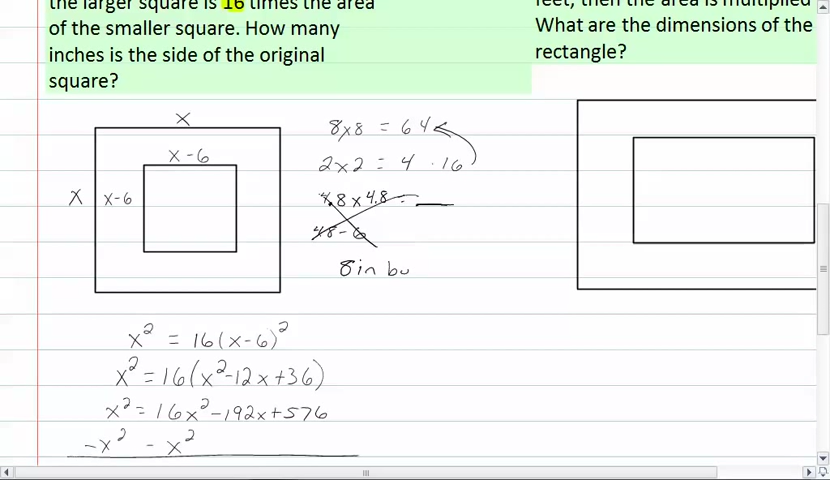 the larger square is 16 times the area
of the smaller square. How many
inches is the side of the original
square?
feet, then the area is multiplied
What are the dimensions of the
rectangle?
x
x-6
x
x-6
8x8 = 64
2x2 = 4 ·16
4.8 x 4.8 =
4.8 - 6
8in bu
x² = 16(x-6)²
x² = 16(x²-12x+36)
x² = 16x²-192x+576
-x² - x²